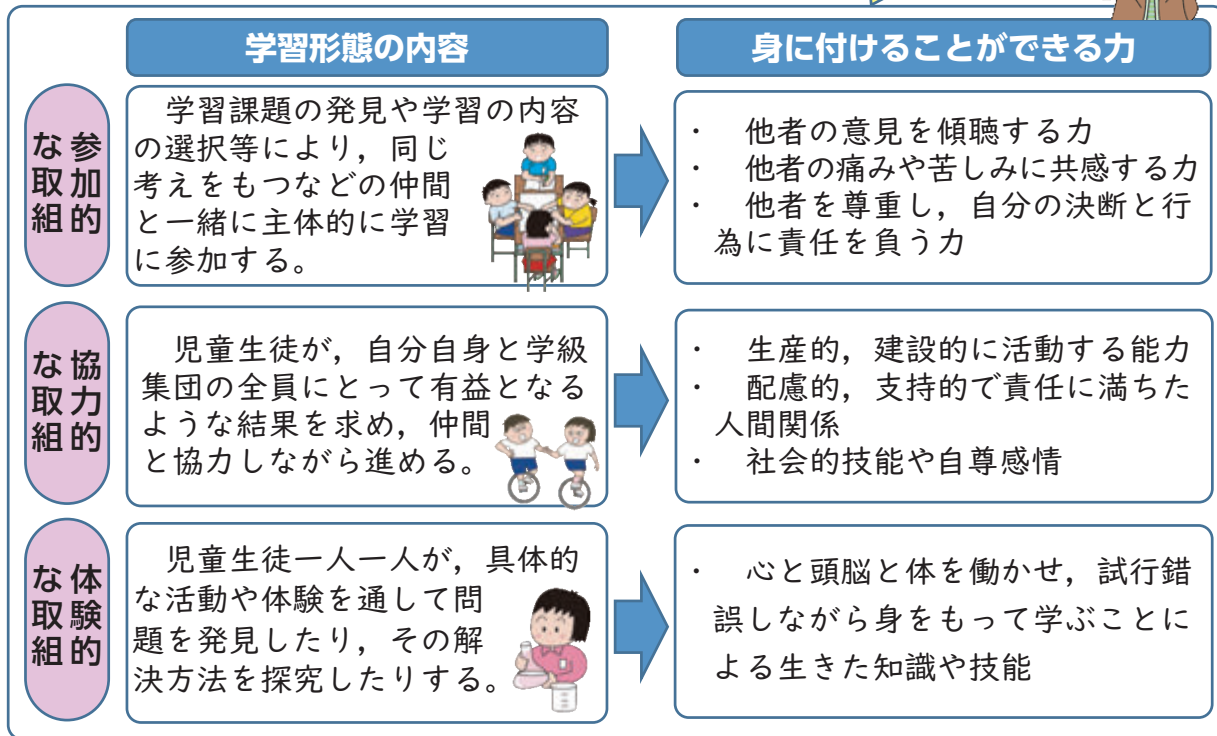 学習形態の内容
身に付けることができる力
参加的
な取組
　学習課題の発見や学習の内容
の選択等により，同じ
考えをもつなどの仲間
と一緒に主体的に学習
に参加する。
・　他者の意見を傾聴する力
・　他者の痛みや苦しみに共感する力
・　他者を尊重し，自分の決断と行
為に責任を負う力
協力的
な取組
　児童生徒が，自分自身と学級
集団の全員にとって有益となる
ような結果を求め，仲間
と協力しながら進める。
・　生産的，建設的に活動する能力
・　配慮的，支持的で責任に満ちた
人間関係
・　社会的技能や自尊感情
体験的
な取組
　児童生徒一人一人が，具体的
な活動や体験を通して問
題を発見したり，その解
決方法を探究したりする。
・　心と頭脳と体を働かせ，試行錯
誤しながら身をもって学ぶことに
よる生きた知識や技能